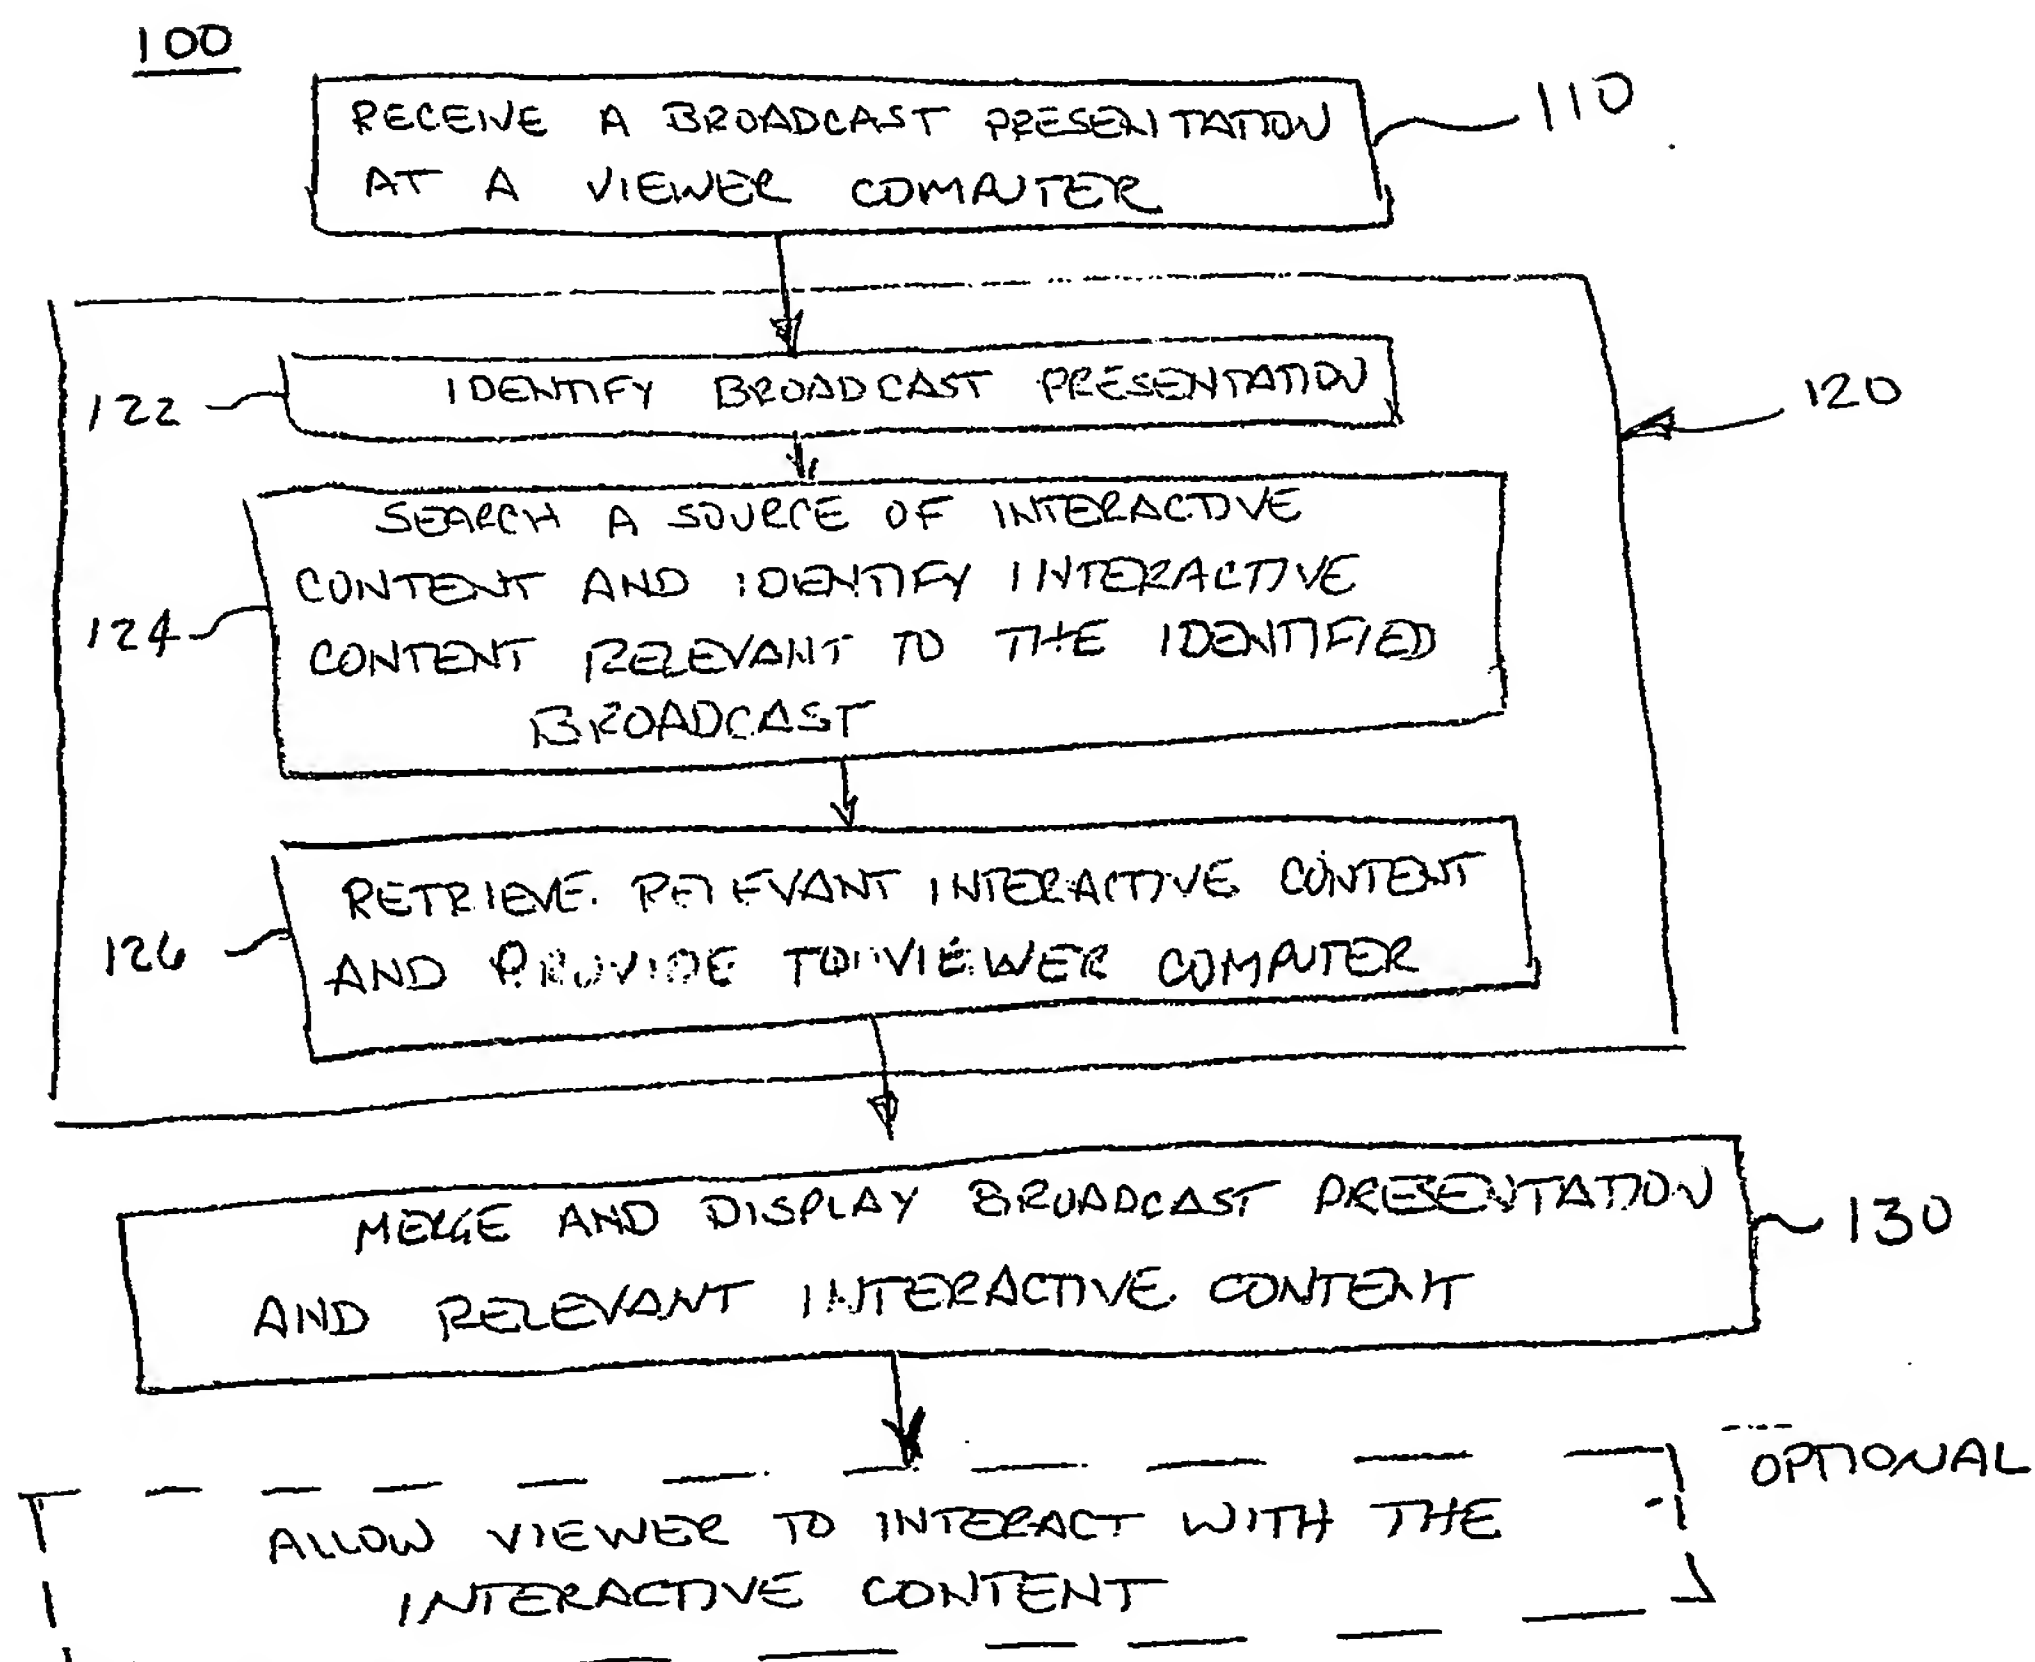 100
RECEIVE A BROADCAST PRESENTATION
AT A VIEWER COMPUTER
110
IDENTIFY BROADCAST PRESENTATION
122
120
SEARCH A SOURCE OF INTERACTIVE
CONTENT AND IDENTIFY INTERACTIVE
CONTENT RELEVANT TO THE IDENTIFIED
BROADCAST
124
RETRIEVE RELEVANT INTERACTIVE CONTENT
AND PROVIDE TO VIEWER COMPUTER
126
MERGE AND DISPLAY BROADCAST PRESENTATION
AND RELEVANT INTERACTIVE CONTENT
130
OPTIONAL
ALLOW VIEWER TO INTERACT WITH THE
INTERACTIVE CONTENT